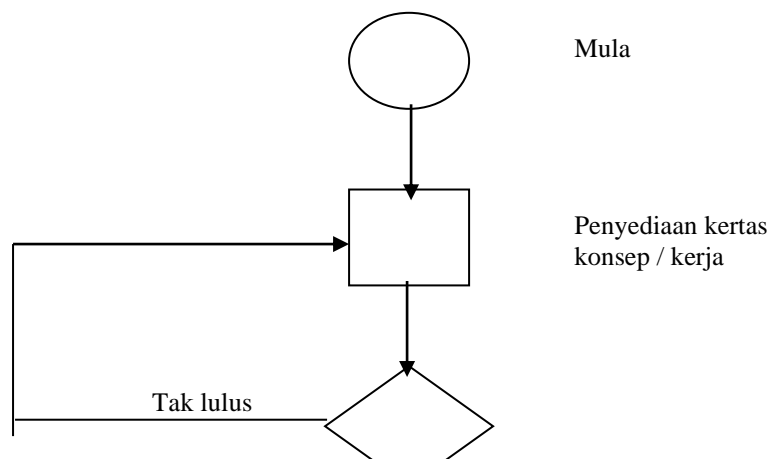 Mula
Penyediaan kertas
konsep / kerja
Tak lulus